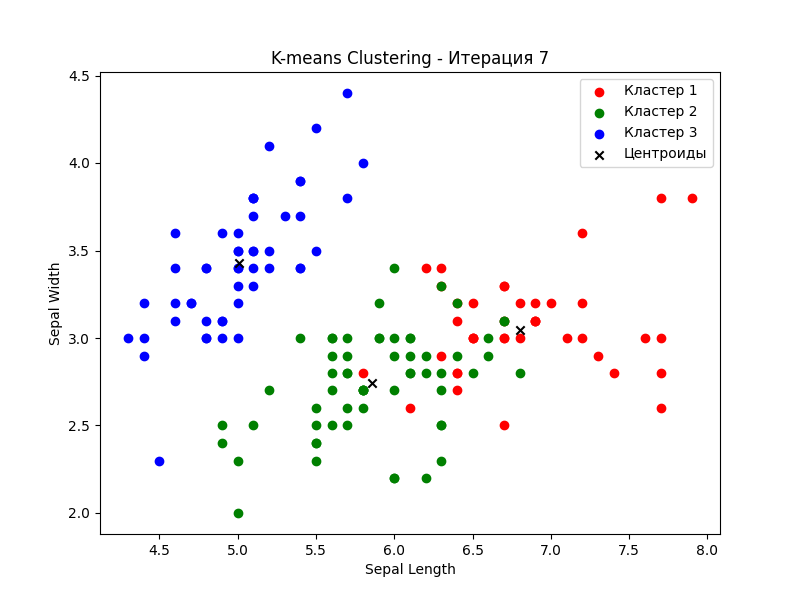 K-means Clustering - Итерация 7
Кластер 1
Кластер 2
Кластер 3
Центроиды
Sepal Width
4.5
4.0
3.5
3.0
2.5
2.0
4.5 5.0 5.5 6.0 6.5 7.0 7.5 8.0
Sepal Length